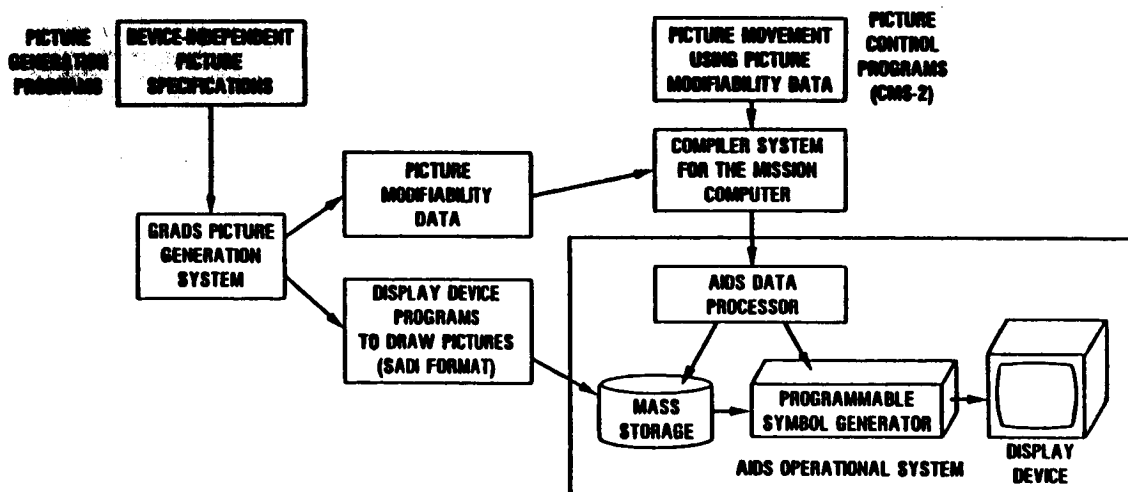 PICTURE
GENERATION
PROGRAMS
DEVICE-INDEPENDENT
PICTURE
SPECIFICATIONS
PICTURE MOVEMENT
USING PICTURE
MODIFIABILITY DATA
PICTURE
CONTROL
PROGRAMS
(CMS-2)
PICTURE
MODIFIABILITY
DATA
COMPILER SYSTEM
FOR THE MISSION
COMPUTER
GRADS PICTURE
GENERATION
SYSTEM
DISPLAY DEVICE
PROGRAMS
TO DRAW PICTURES
(SADI FORMAT)
AIDS DATA
PROCESSOR
MASS
STORAGE
PROGRAMMABLE
SYMBOL GENERATOR
DISPLAY
DEVICE
AIDS OPERATIONAL SYSTEM